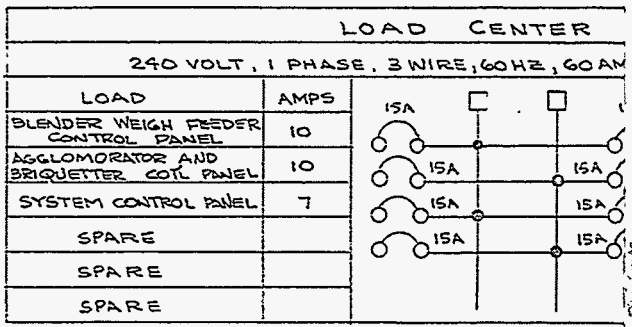 LOAD CENTER
240 VOLT, 1 PHASE, 3 WIRE, 60 HZ, 60 AM
LOAD AMPS
15A
BLENDER WEIGH FEEDER
CONTROL PANEL
10
AGGLOMORATOR AND
BRIQUETTER COTL PANEL
10
15A 15A
SYSTEM CONTROL PANEL 7
15A 15A
SPARE
15A 15A
SPARE
SPARE